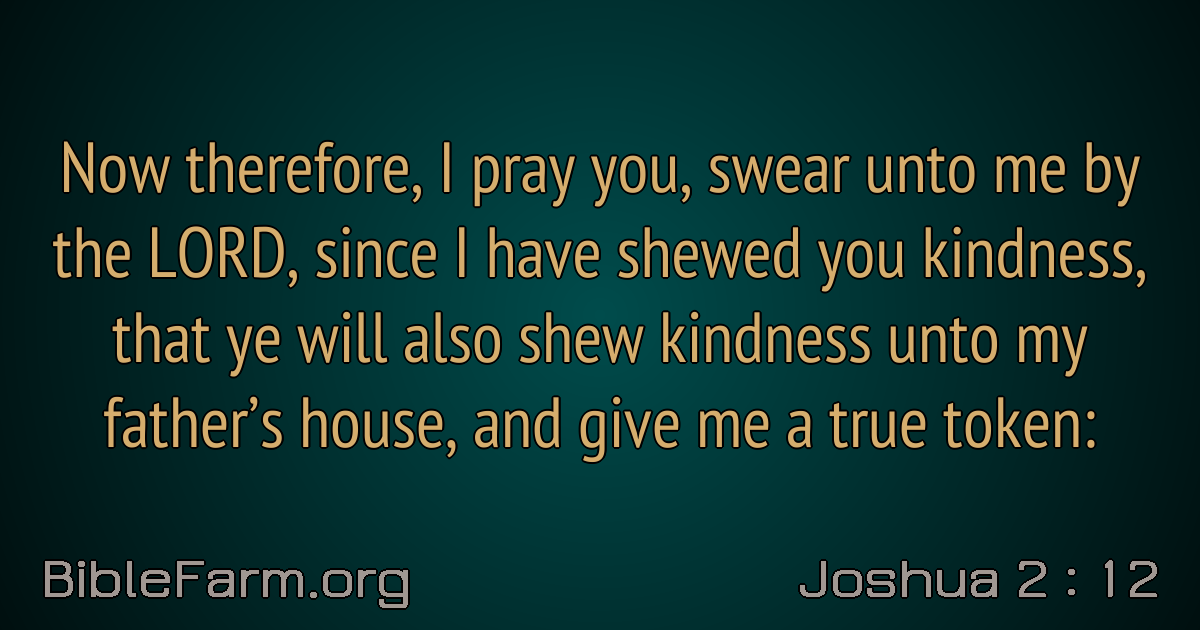 Now therefore, I pray you, swear unto me by
the LORD, since I have shewed you kindness,
that ye will also shew kindness unto my
father’s house, and give me a true token:
BibleFarm.org
Joshua 2 : 12